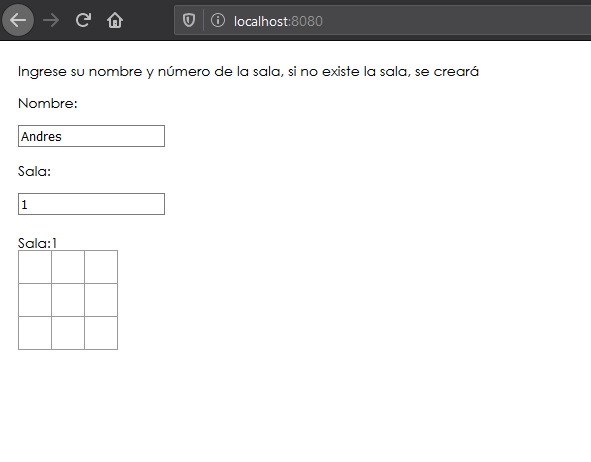 localhost:8080
Ingrese su nombre y número de la sala, si no existe la sala, se creará
Nombre:
Andres
Sala:
1
Sala:1